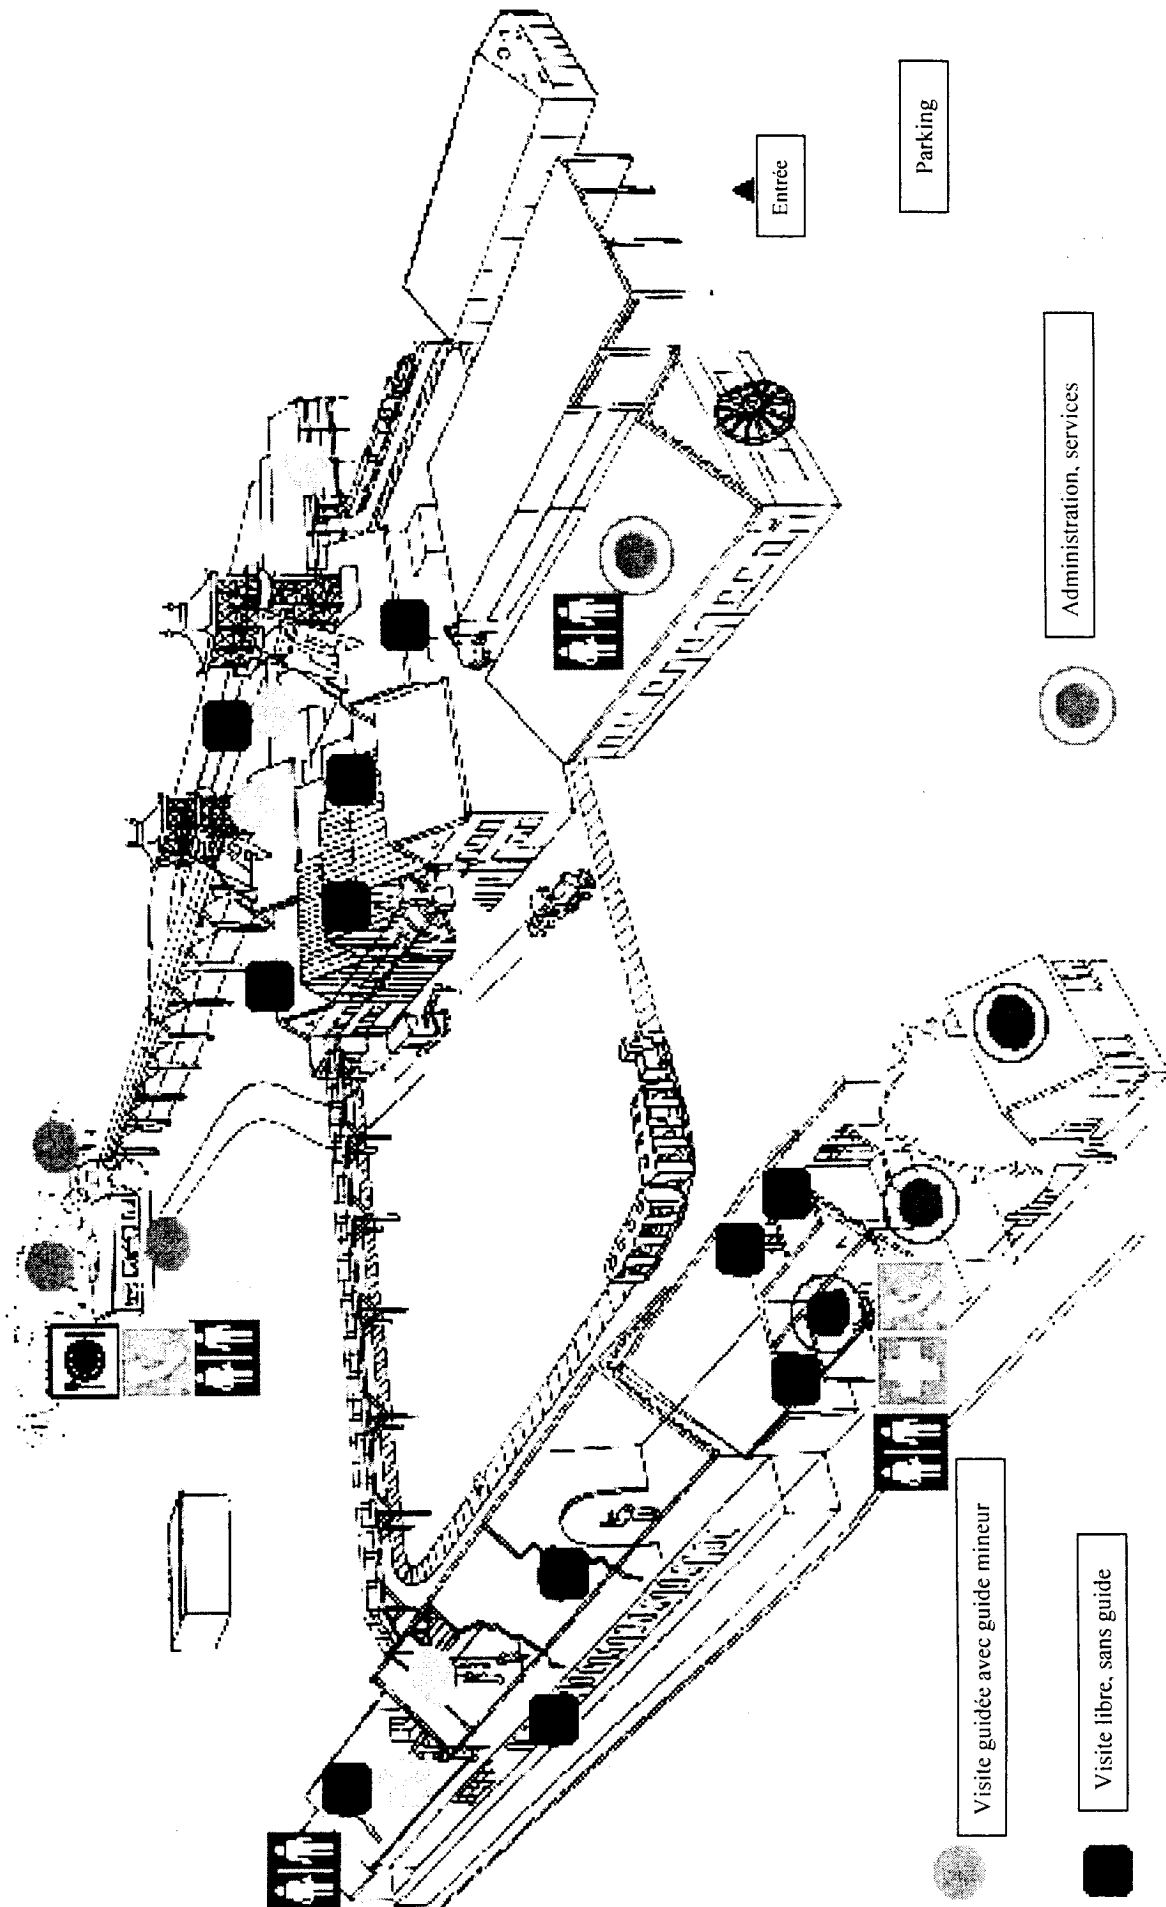 Entrée
Parking
Administration, services
Visite guidée avec guide mineur
Visite libre, sans guide